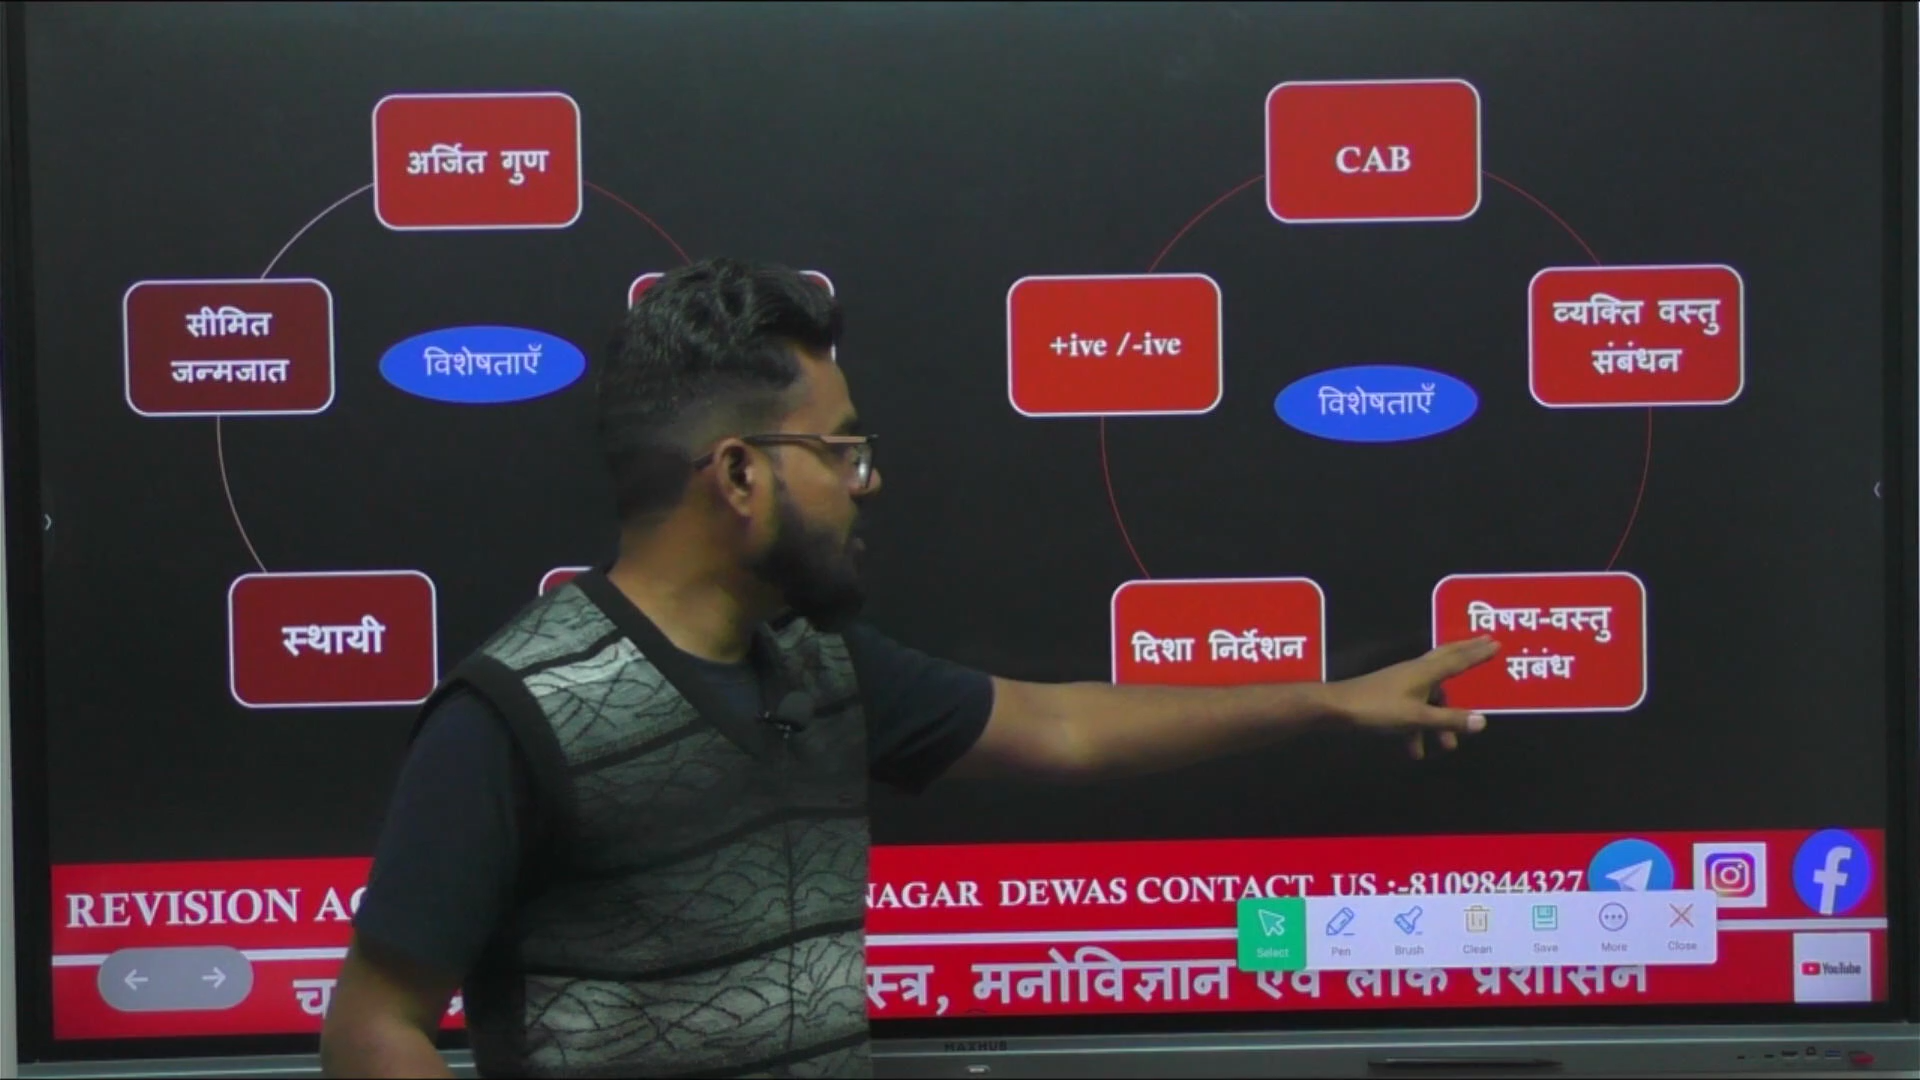 अर्जित गुण
सीमित
जन्मजात
विशेषताएँ
स्थायी
CAB
+ive /-ive
व्यक्ति वस्तु
संबंधन
विशेषताएँ
दिशा निर्देशन
विषय-वस्तु
संबंध
REVISION
NAGAR DEWAS CONTACT US :-8109844327
Select
Pen
Brush
Clean
Save
More
Close
मनोविज्ञान एवं लोक प्रशासन
YouTube
MAXHUB